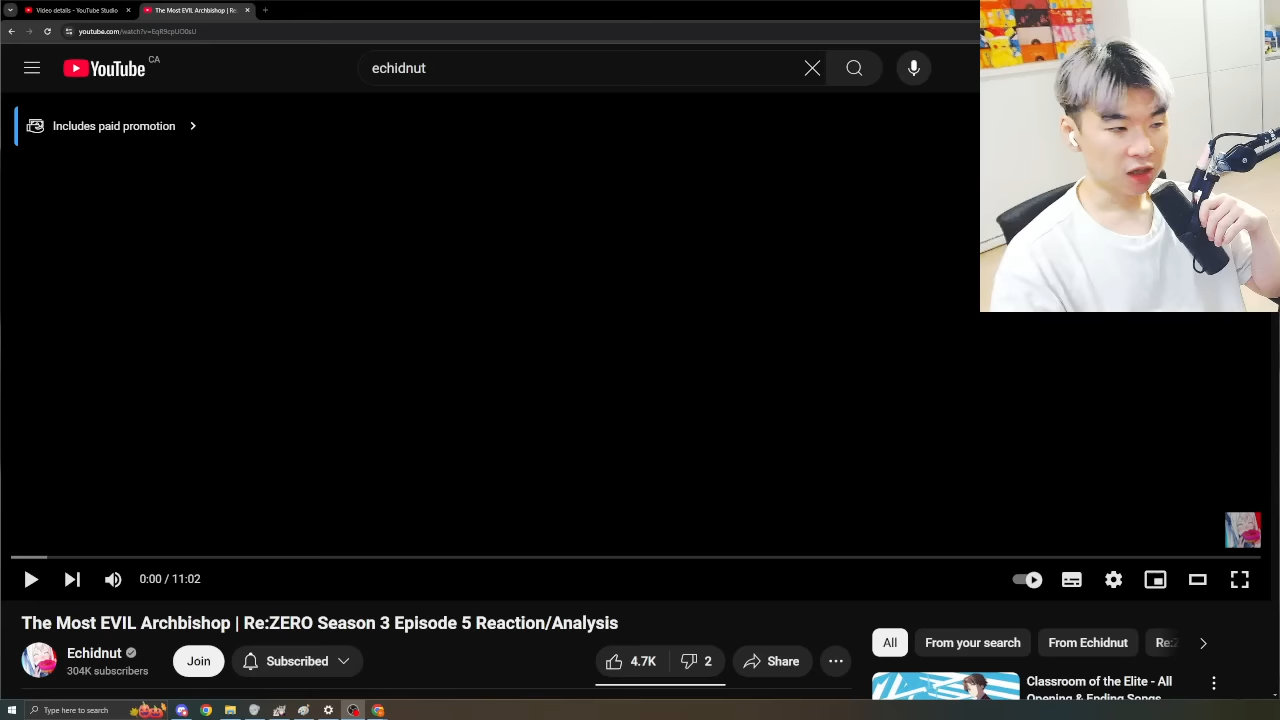 Video details - YouTube Studio
The Most EVIL Archbishop | Re:
youtube.com/watch?v=EqR9cpUO0sU
YouTube CA
echidnut
Includes paid promotion
0:00 / 11:02
The Most EVIL Archbishop | Re:ZERO Season 3 Episode 5 Reaction/Analysis
Echidnut
304K subscribers
Join
Subscribed
4.7K
2
Share
All
From your search
From Echidnut
Classroom of the Elite - All
Opening & Ending Songs
Type here to search